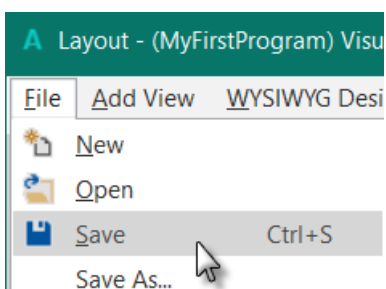 A Layout - (MyFirstProgram) Visu
File Add View WYSIWYG Desi
New
Open
Save Ctrl+S
Save As...